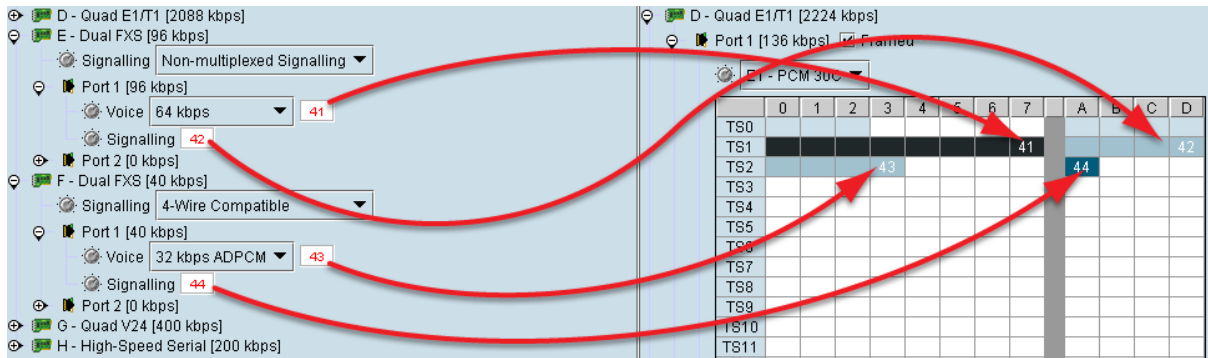 D - Quad E1/T1 [2088 kbps]
E - Dual FXS [96 kbps]
Signalling Non-multiplexed Signalling
Port 1 [96 kbps]
Voice 64 kbps 41
Signalling 42
Port 2 [0 kbps]
F - Dual FXS [40 kbps]
Signalling 4-Wire Compatible
Port 1 [40 kbps]
Voice 32 kbps ADPCM 43
Signalling 44
Port 2 [0 kbps]
G - Quad V24 [400 kbps]
H - High-Speed Serial [200 kbps]
D - Quad E1/T1 [2224 kbps]
Port 1 [136 kbps] Framed
E1 - PCM 30C
0 1 2 3 4 5 6 7 A B C D
TS0
TS1 41 42
TS2 43 44
TS3
TS4
TS5
TS6
TS7
TS8
TS9
TS10
TS11